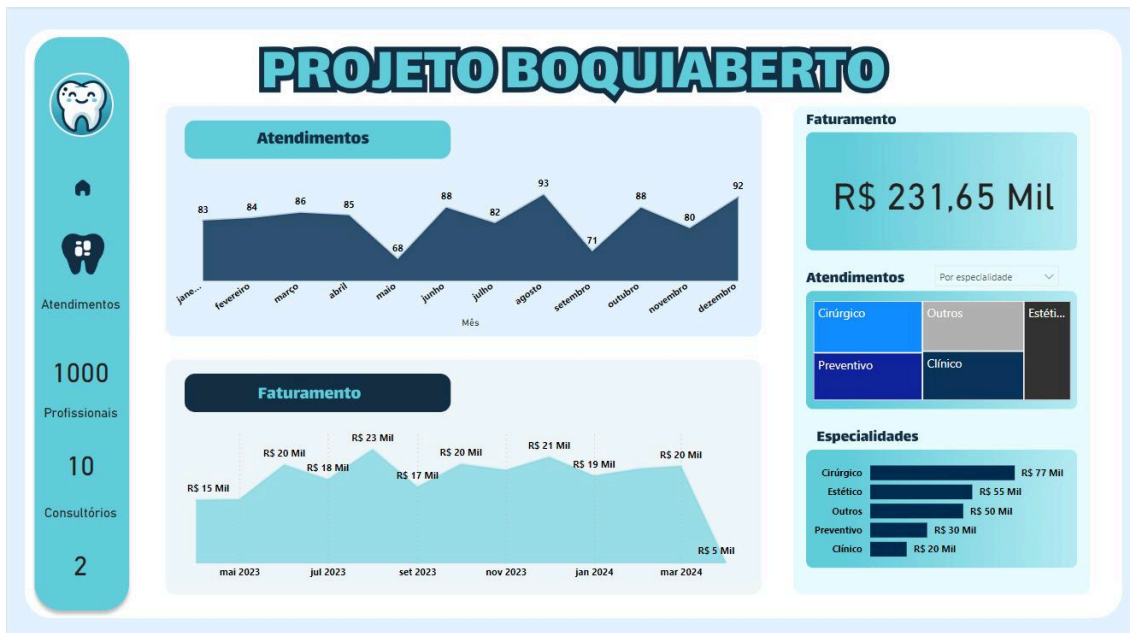 PROJETO BOQUIABERTO
Atendimentos
1000
Profissionais
10
Consultórios
2
Atendimentos
83
84
86
85
68
88
82
93
71
88
80
92
jane...
fevereiro
março
abril
maio
junho
julho
agosto
setembro
outubro
novembro
dezembro
Mês
Faturamento
R$ 15 Mil
R$ 20 Mil
R$ 18 Mil
R$ 23 Mil
R$ 17 Mil
R$ 20 Mil
R$ 21 Mil
R$ 19 Mil
R$ 20 Mil
R$ 5 Mil
mai 2023
jul 2023
set 2023
nov 2023
jan 2024
mar 2024
Faturamento
R$ 231,65 Mil
Atendimentos
Por especialidade
Cirúrgico
Outros
Estéti...
Preventivo
Clínico
Especialidades
Cirúrgico R$ 77 Mil
Estético R$ 55 Mil
Outros R$ 50 Mil
Preventivo R$ 30 Mil
Clínico R$ 20 Mil